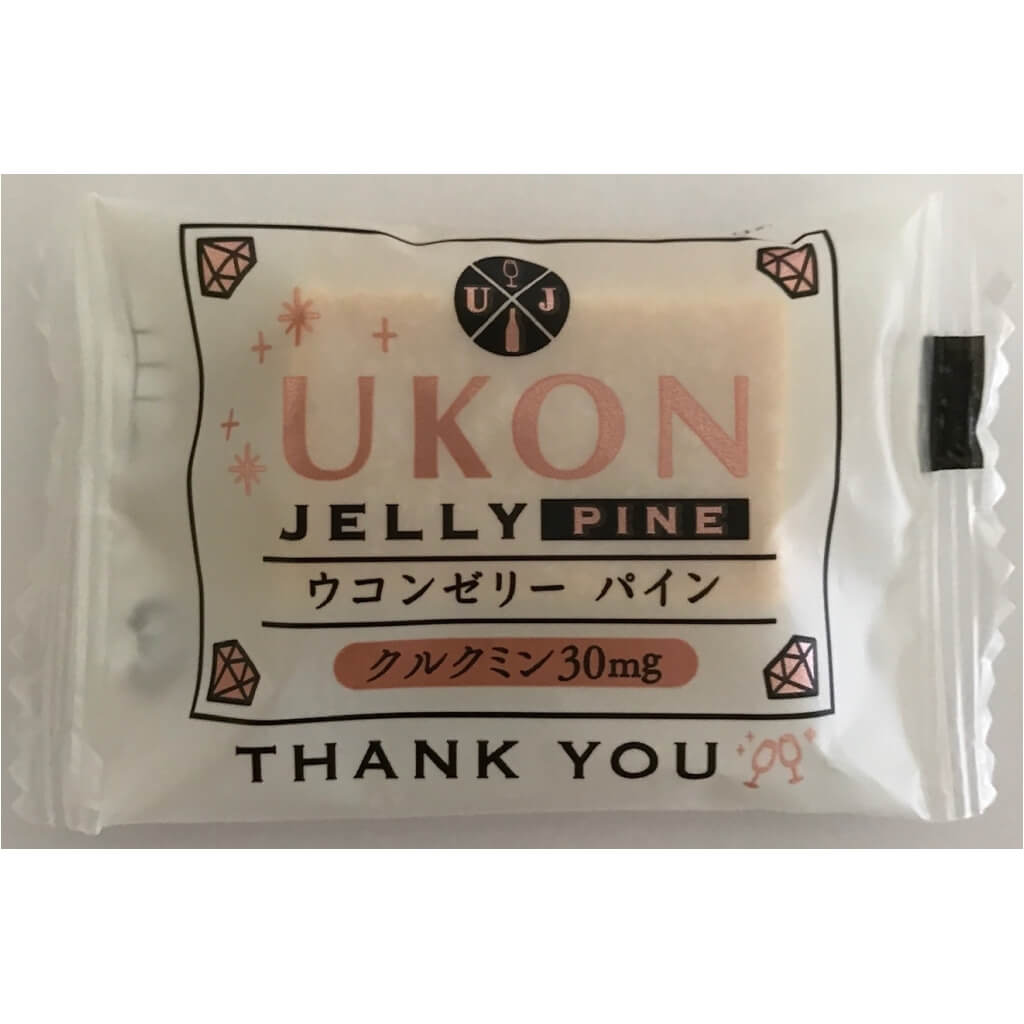 U J
UKON
JELLY PINE
ウコンゼリー パイン
クルクミン30mg
THANK YOU